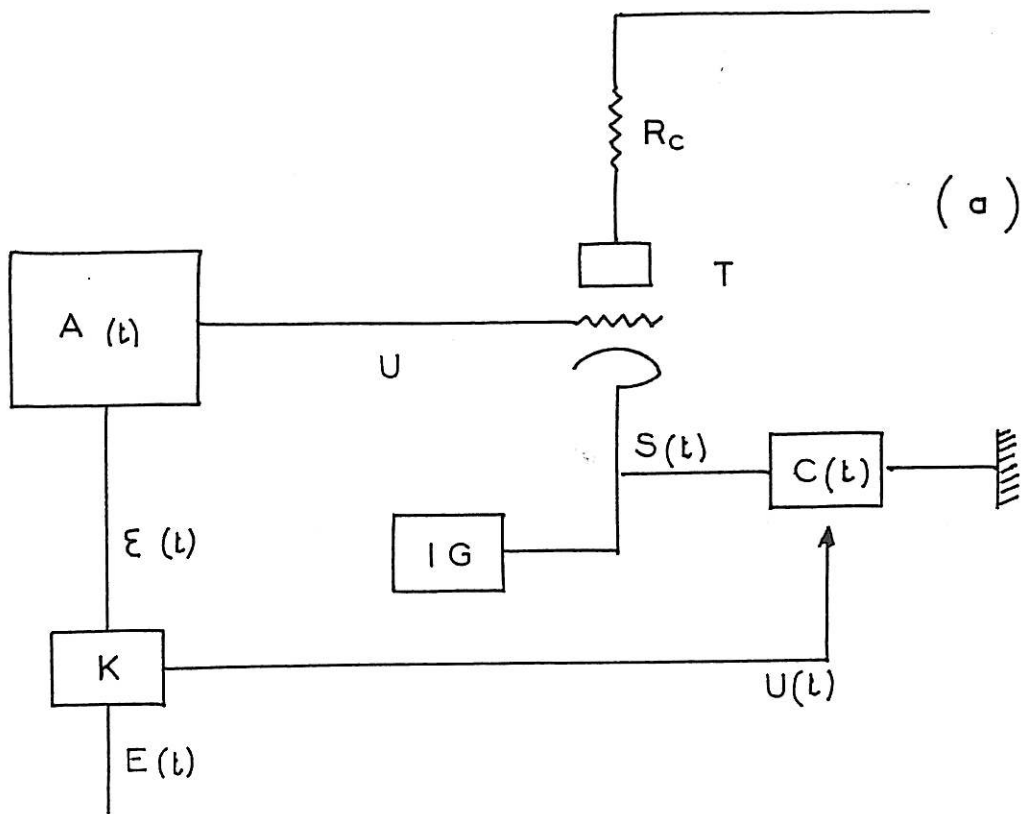 Rc
(a)
T
A (t)
U
S(t)
C(t)
IG
ε (t)
K
U(t)
E (t)